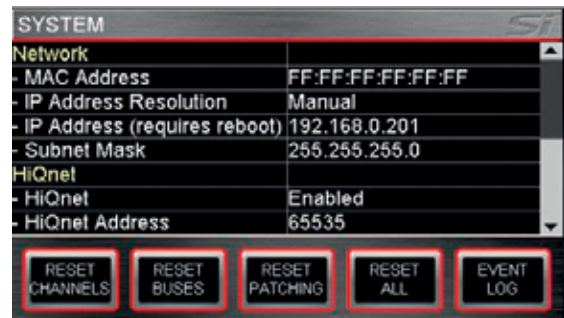 SYSTEM Si
Network
- MAC Address FF:FF:FF:FF:FF:FF
- IP Address Resolution Manual
- IP Address (requires reboot) 192.168.0.201
- Subnet Mask 255.255.255.0
HiQnet
- HiQnet Enabled
- HiQnet Address 65535
RESET CHANNELS
RESET BUSES
RESET PATCHING
RESET ALL
EVENT LOG